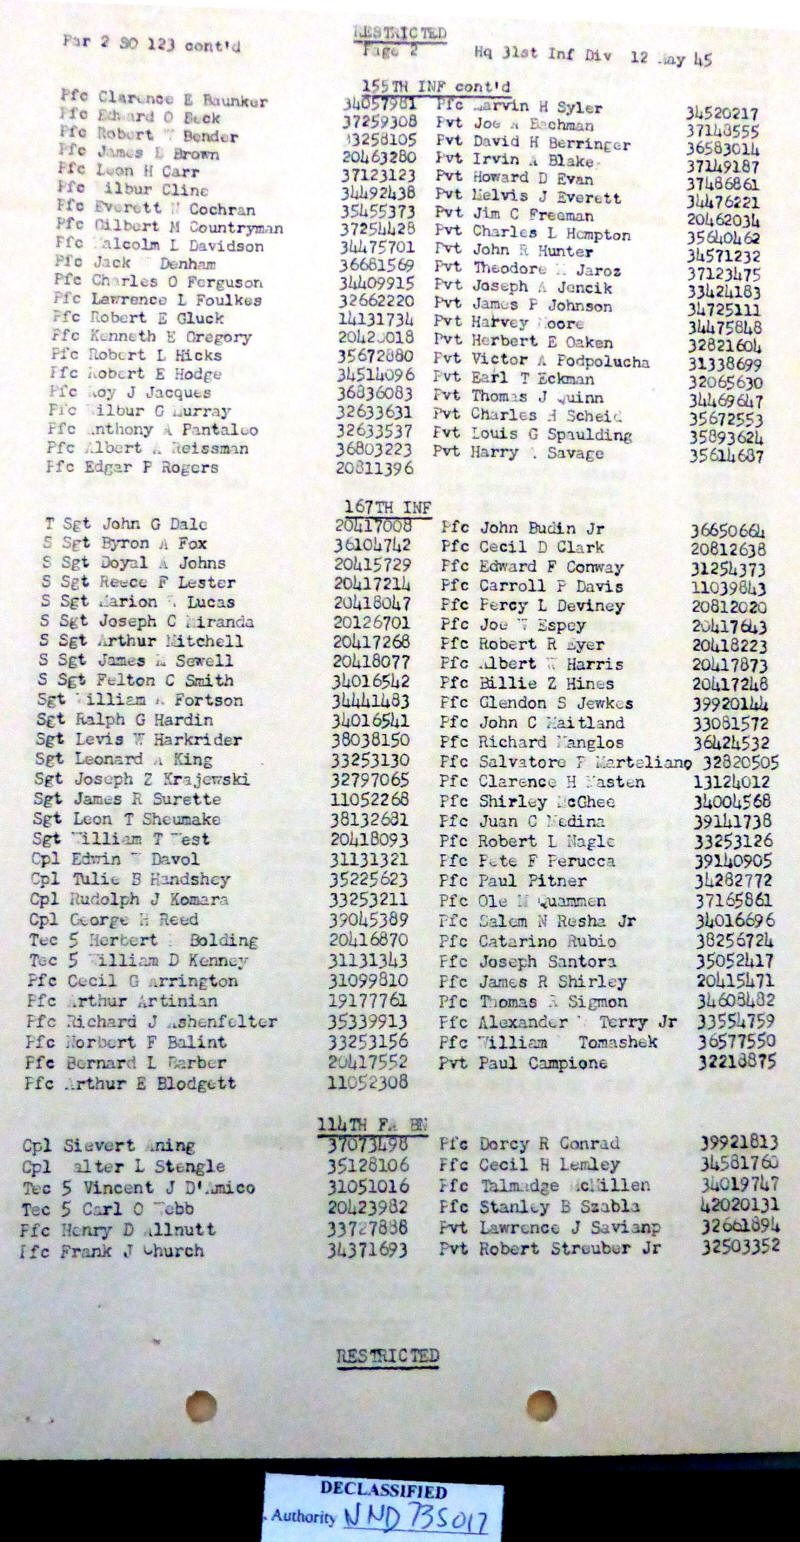 RESTRICTED
Par 2 SO 123 cont'd Page 2 Hq 31st Inf Div 12 May 45
155TH INF cont'd
Pfc Clarence E Baunker 34057981 Pfc Marvin H Syler 34520217
Pfc Edward O Beck 37259308 Pvt Joe A Bachman 37148555
Pfc Robert Bender 33258105 Pvt David H Berringer 36583014
Pfc James L Brown 20463280 Pvt Irvin A Blake 37149187
Pfc Leon H Carr 37123123 Pvt Howard D Evan 37486861
Pfc Wilbur Cline 34492438 Pvt Melvis J Everett 34476221
Pfc Everett Cochran 35455373 Pvt Jim C Freeman 20462034
Pfc Gilbert M Countryman 37254428 Pvt Charles L Hompton 35640462
Pfc Malcolm L Davidson 34475701 Pvt John R Hunter 34571232
Pfc Jack Denham 36681569 Pvt Theodore Jaroz 37123475
Pfc Charles O Ferguson 34409915 Pvt Joseph A Jencik 33424183
Pfc Lawrence L Foulkes 32662220 Pvt James P Johnson 34725111
Pfc Robert E Gluck 14131734 Pvt Harvey Moore 34475848
Pfc Kenneth E Gregory 20420018 Pvt Herbert E Oaken 32821604
Pfc Robert L Hicks 35672880 Pvt Victor A Podpolucha 31338699
Pfc Robert E Hodge 34514096 Pvt Earl T Eckman 32065630
Pfc Roy J Jacques 36836083 Pvt Thomas J Quinn 34469647
Pfc Wilbur G Murray 32633631 Pvt Charles H Scheid 35672553
Pfc Anthony A Pantaleo 32633537 Pvt Louis G Spaulding 35893624
Pfc Albert A Reissman 36803223 Pvt Harry Savage 35614687
Pfc Edgar P Rogers 20811396
167TH INF
T Sgt John G Dale 20417008 Pfc John Budin Jr 36650664
S Sgt Byron A Fox 36104742 Pfc Cecil D Clark 20812638
S Sgt Doyal A Johns 20415729 Pfc Edward F Conway 31254373
S Sgt Reece F Lester 20417214 Pfc Carroll P Davis 11039843
S Sgt Marion Lucas 20418047 Pfc Percy L Deviney 20812020
S Sgt Joseph C Miranda 20126701 Pfc Joe W Espey 20417643
S Sgt Arthur Mitchell 20417268 Pfc Robert R Eyer 20418223
S Sgt James M Sewell 20418077 Pfc Albert W Harris 20417873
S Sgt Felton C Smith 34016542 Pfc Billie Z Hines 20417248
Sgt William A Fortson 34441483 Pfc Glendon S Jewkes 39920144
Sgt Ralph G Hardin 34016541 Pfc John C Maitland 33081572
Sgt Levis W Harkrider 38038150 Pfc Richard Manglos 36424532
Sgt Leonard A King 33253130 Pfc Salvatore P Marteliano 32820505
Sgt Joseph Z Krajewski 32797065 Pfc Clarence H Masten 13124012
Sgt James R Surette 11052268 Pfc Shirley McGhee 34004568
Sgt Leon T Sheumake 38132681 Pfc Juan C Medina 39141738
Sgt William T West 20418093 Pfc Robert L Nagle 33253126
Cpl Edwin Davol 31131321 Pfc Pete F Perucca 39140905
Cpl Tulie B Handshey 35225623 Pfc Paul Pitner 34282772
Cpl Rudolph J Komara 33253211 Pfc Ole M Quammen 37165861
Cpl George H Reed 39045389 Pfc Salem N Resha Jr 34016696
Tec 5 Herbert Bolding 20416870 Pfc Catarino Rubio 38256724
Tec 5 William D Kenney 31131343 Pfc Joseph Santora 35052417
Pfc Cecil G Arrington 31099810 Pfc James R Shirley 20415471
Pfc Arthur Artinian 19177761 Pfc Thomas R Sigmon 34608482
Pfc Richard J Ashenfelter 35339913 Pfc Alexander Terry Jr 33554759
Pfc Norbert F Balint 33253156 Pfc William Tomashek 36577550
Pfc Bernard L Barber 20417552 Pvt Paul Campione 32218875
Pfc Arthur E Blodgett 11052308
114TH FA BN
Cpl Sievert Aning 37073498 Pfc Dorcy R Conrad 39921813
Cpl Walter L Stengle 35128106 Pfc Cecil H Lemley 34581760
Tec 5 Vincent J D'Amico 31051016 Pfc Talmadge McMillen 34019747
Tec 5 Carl O Webb 20423982 Pfc Stanley B Szabla 42020131
Pfc Henry D Allnutt 33727888 Pvt Lawrence J Savianp 32661894
Pfc Frank J Church 34371693 Pvt Robert Streuber Jr 32503352
RESTRICTED
DECLASSIFIED
Authority NND 735017